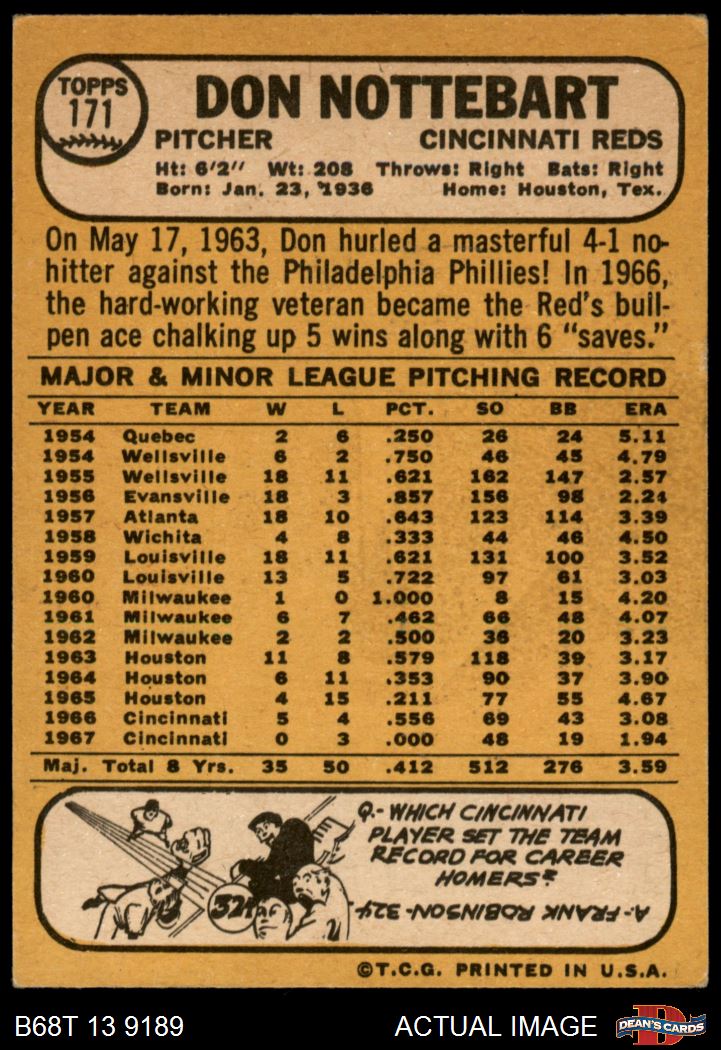 TOPPS
171
DON NOTTEBART
PITCHER CINCINNATI REDS
Ht: 6'2" Wt: 208 Throws: Right Bats: Right
Born: Jan. 23, 1936 Home: Houston, Tex.
On May 17, 1963, Don hurled a masterful 4-1 no-
hitter against the Philadelphia Phillies! In 1966,
the hard-working veteran became the Red's bull-
pen ace chalking up 5 wins along with 6 "saves."
MAJOR & MINOR LEAGUE PITCHING RECORD
YEAR TEAM W L PCT. SO BB ERA
1954 Quebec 2 6 .250 26 24 5.11
1954 Wellsville 6 2 .750 46 45 4.79
1955 Wellsville 18 11 .621 162 147 2.57
1956 Evansville 18 3 .857 156 98 2.24
1957 Atlanta 18 10 .643 123 114 3.39
1958 Wichita 4 8 .333 44 46 4.50
1959 Louisville 18 11 .621 131 100 3.52
1960 Louisville 13 5 .722 97 61 3.03
1960 Milwaukee 1 0 1.000 8 15 4.20
1961 Milwaukee 6 7 .462 66 48 4.07
1962 Milwaukee 2 2 .500 36 20 3.23
1963 Houston 11 8 .579 118 39 3.17
1964 Houston 6 11 .353 90 37 3.90
1965 Houston 4 15 .211 77 55 4.67
1966 Cincinnati 5 4 .556 69 43 3.08
1967 Cincinnati 0 3 .000 48 19 1.94
Maj. Total 8 Yrs. 35 50 .412 512 276 3.59
Q.- WHICH CINCINNATI
PLAYER SET THE TEAM
RECORD FOR CAREER
HOMERS?
A.- FRANK ROBINSON - 324
324
©T.C.G. PRINTED IN U.S.A.
B68T 13 9189 ACTUAL IMAGE
D
DEAN'S CARDS